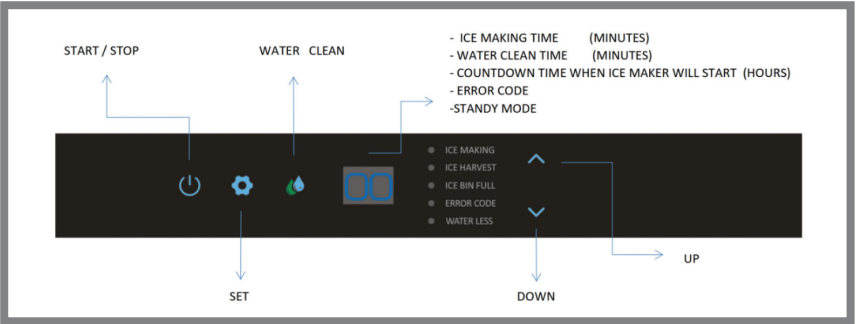 START / STOP
WATER CLEAN
- ICE MAKING TIME (MINUTES)
- WATER CLEAN TIME (MINUTES)
- COUNTDOWN TIME WHEN ICE MAKER WILL START (HOURS)
- ERROR CODE
-STANDY MODE
00
ICE MAKING
ICE HARVEST
ICE BIN FULL
ERROR CODE
WATER LESS
UP
SET
DOWN